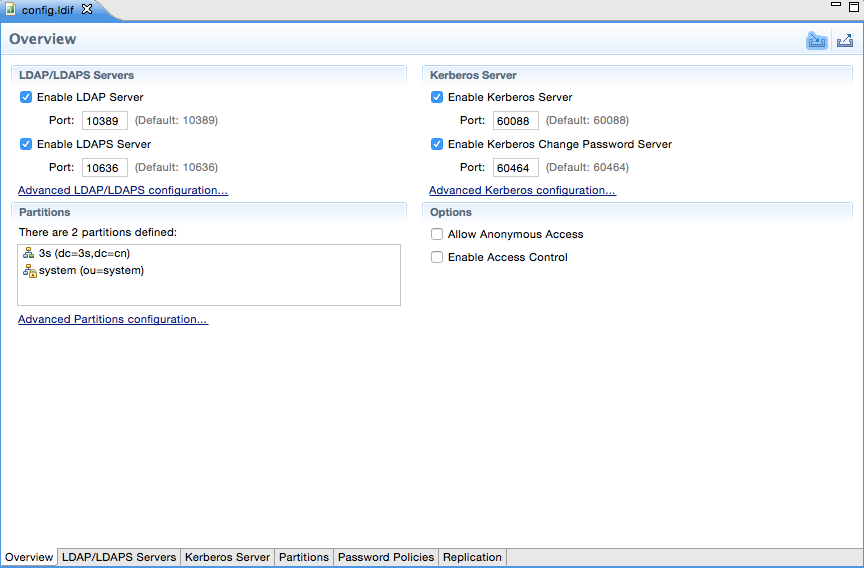 config.ldif
Overview
LDAP/LDAPS Servers
Enable LDAP Server
Port: 10389 (Default: 10389)
Enable LDAPS Server
Port: 10636 (Default: 10636)
Advanced LDAP/LDAPS configuration...
Kerberos Server
Enable Kerberos Server
Port: 60088 (Default: 60088)
Enable Kerberos Change Password Server
Port: 60464 (Default: 60464)
Advanced Kerberos configuration...
Partitions
There are 2 partitions defined:
3s (dc=3s,dc=cn)
system (ou=system)
Advanced Partitions configuration...
Options
Allow Anonymous Access
Enable Access Control
Overview LDAP/LDAPS Servers Kerberos Server Partitions Password Policies Replication